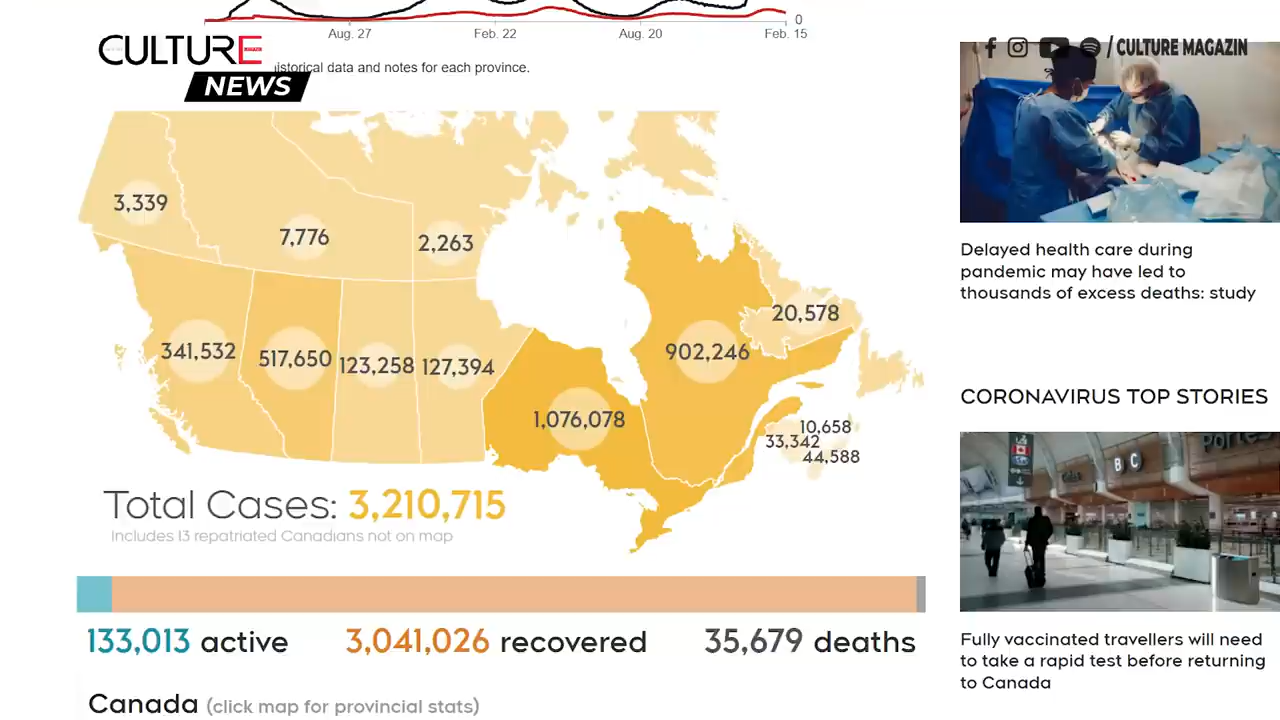 0
Aug. 27
Feb. 22
Aug. 20
Feb. 15
CULTURE
NEWS
istorical data and notes for each province.
/ CULTURE MAGAZIN
3,339
7,776
2,263
341,532
517,650
123,258
127,394
1,076,078
902,246
20,578
10,658
33,342
44,588
Total Cases: 3,210,715
Includes 13 repatriated Canadians not on map
133,013 active
3,041,026 recovered
35,679 deaths
Canada (click map for provincial stats)
Delayed health care during
pandemic may have led to
thousands of excess deaths: study
CORONAVIRUS TOP STORIES
B C
Fully vaccinated travellers will need
to take a rapid test before returning
to Canada